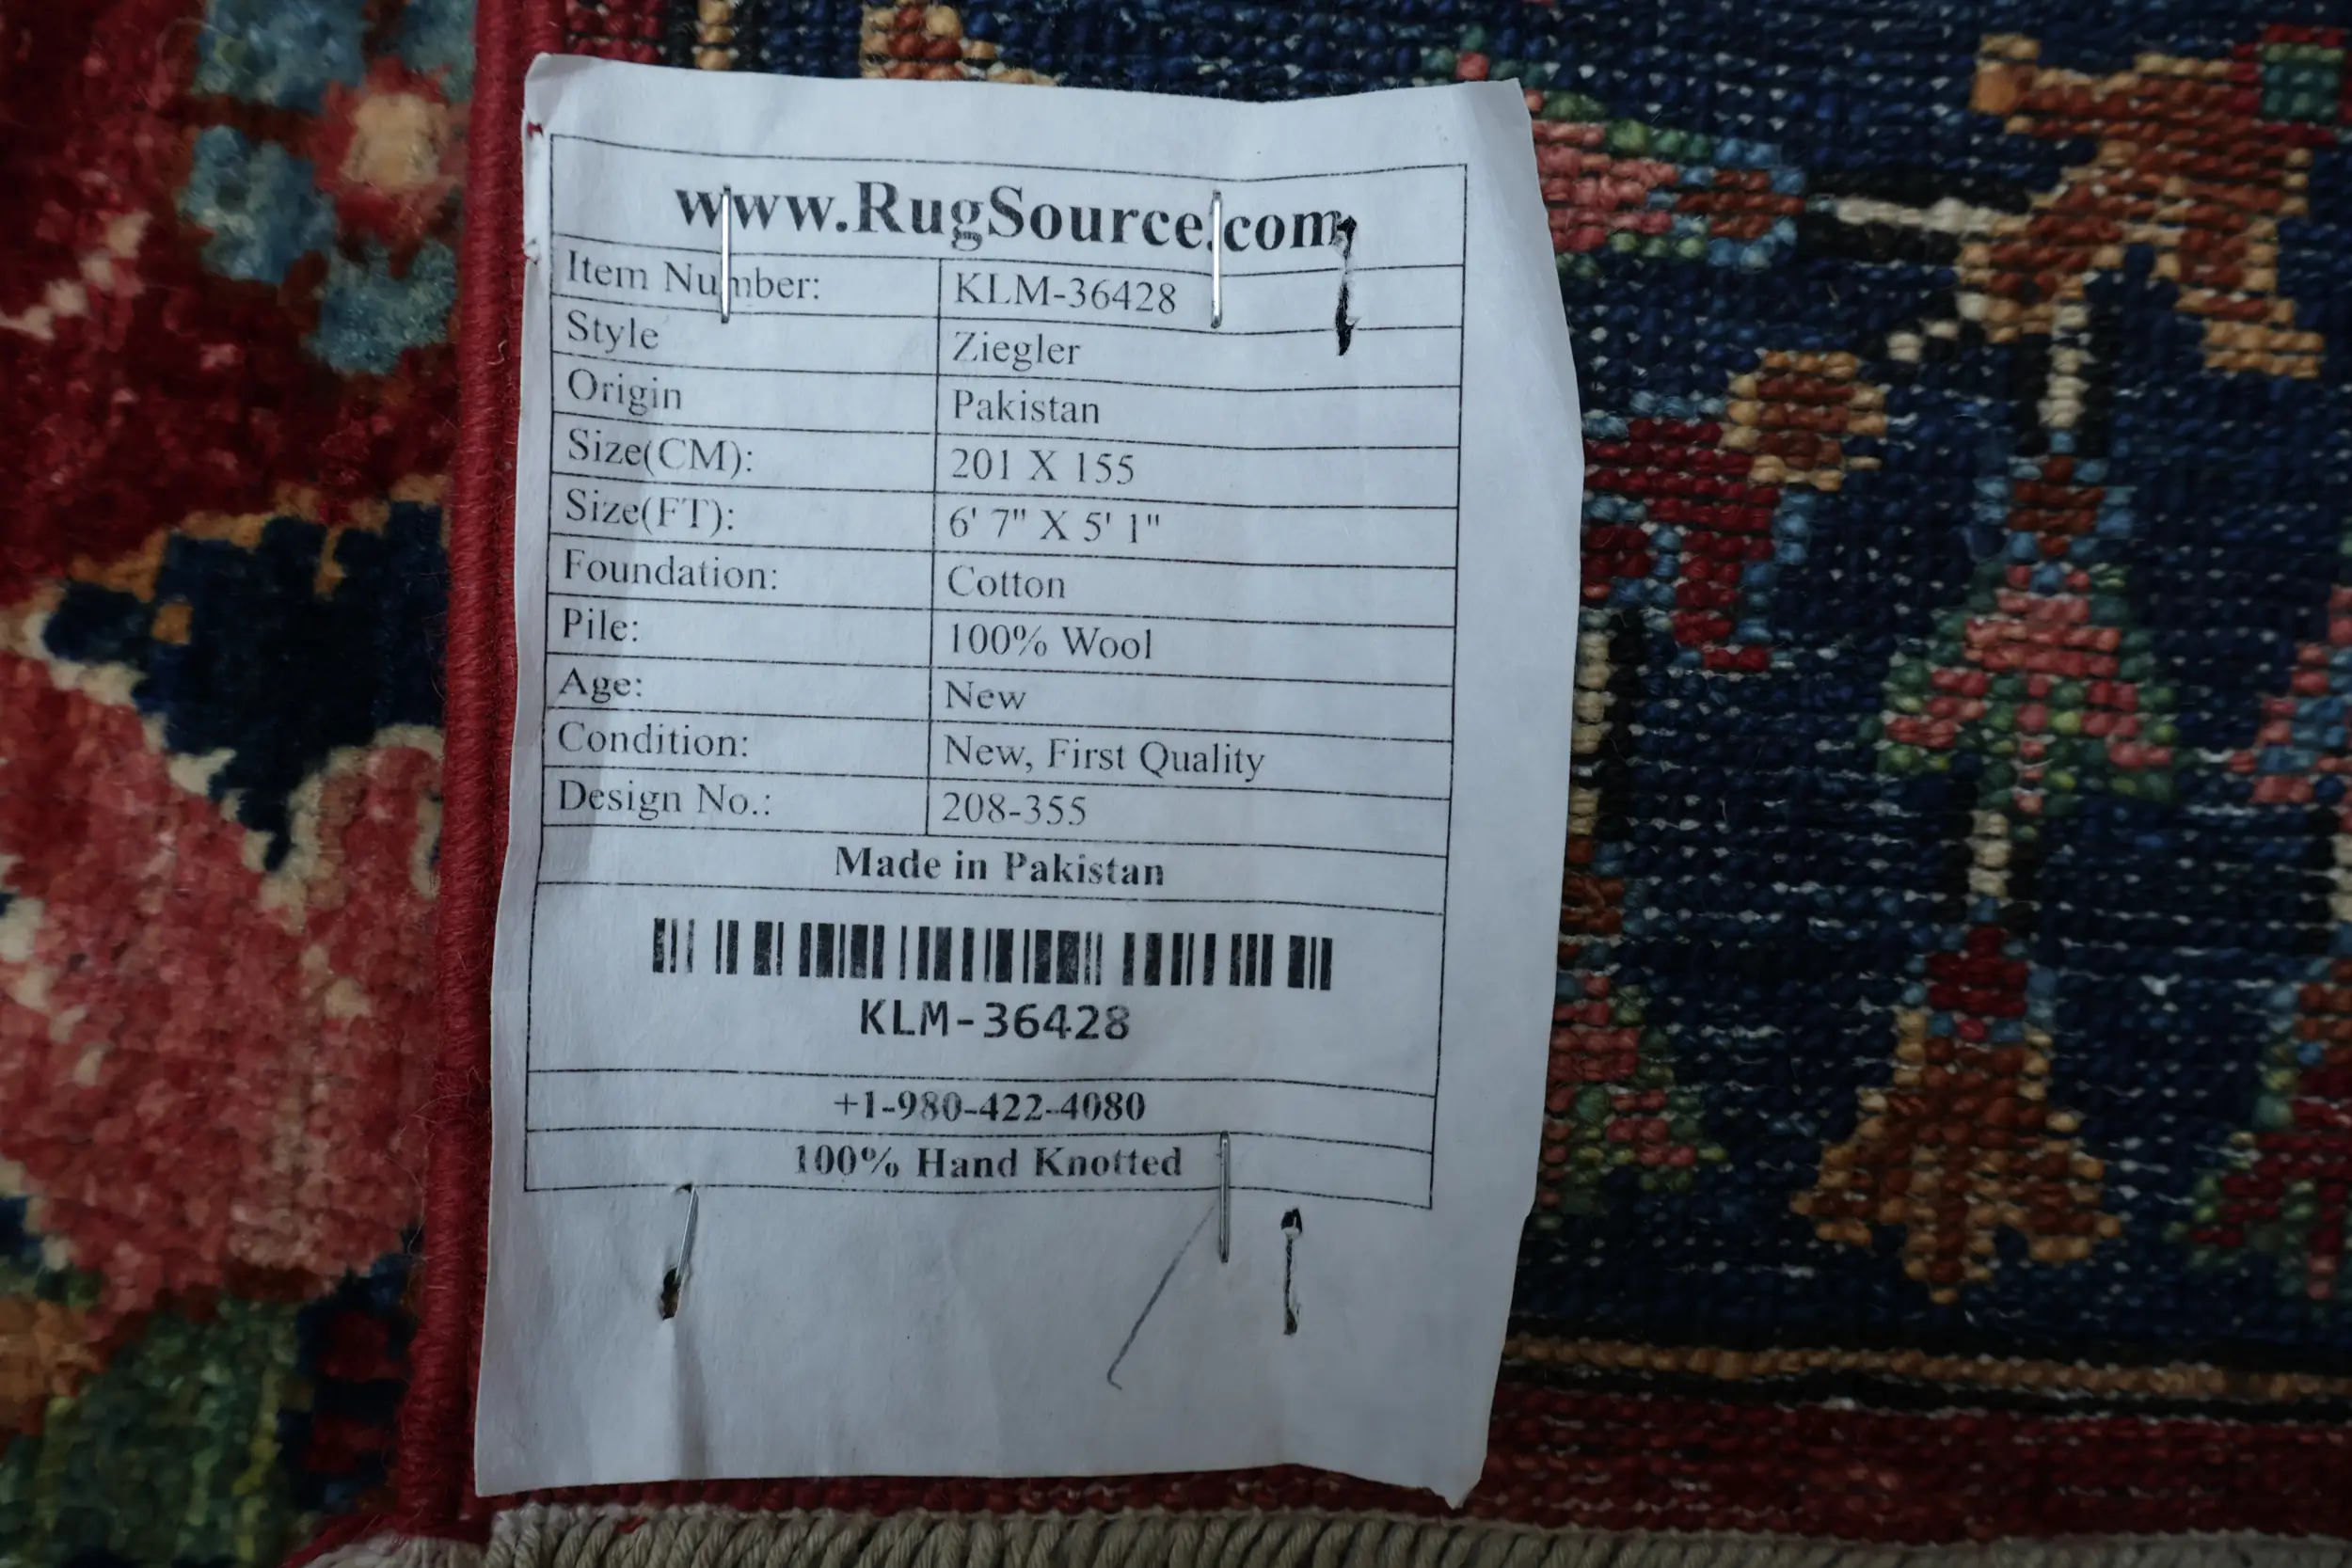 www.RugSource.com
Item Number: KLM-36428
Style Ziegler
Origin Pakistan
Size(CM): 201 X 155
Size(FT): 6' 7" X 5' 1"
Foundation: Cotton
Pile: 100% Wool
Age: New
Condition: New, First Quality
Design No.: 208-355
Made in Pakistan
KLM-36428
+1-980-422-4080
100% Hand Knotted